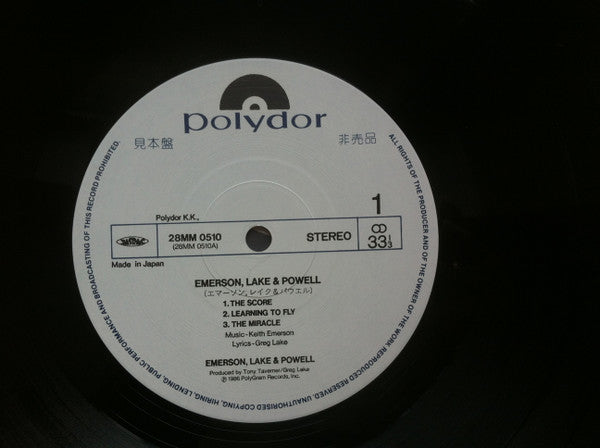 polydor
見本盤
非売品
1
Polydor K.K.,
28MM 0510
(28MM 0510A)
STEREO
33 1/3
Made in Japan
EMERSON, LAKE & POWELL
(エマーソン,レイク&パウエル)
1. THE SCORE
2. LEARNING TO FLY
3. THE MIRACLE
Music-Keith Emerson
Lyrics-Greg Lake
EMERSON, LAKE & POWELL
Produced by Tony Taverner/Greg Lake
℗ 1986 PolyGram Records, Inc.
ALL RIGHTS OF THE PRODUCER AND OF THE OWNER OF THE WORK REPRODUCED RESERVED. UNAUTHORISED COPYING, HIRING, LENDING, PUBLIC PERFORMANCE AND BROADCASTING OF THIS RECORD PROHIBITED.